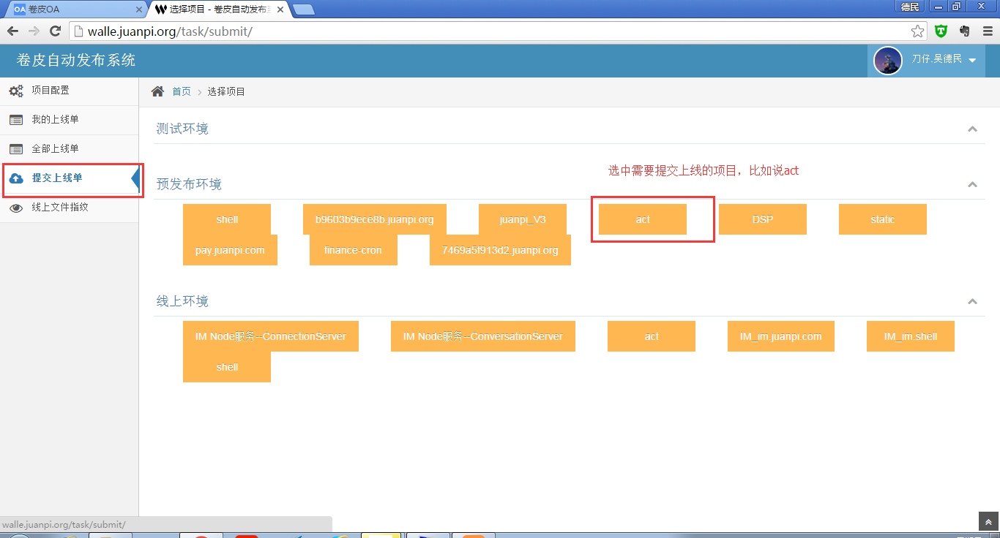 卷皮OA
选择项目 - 卷皮自动发布
德民
walle.juanpi.org/task/submit/
卷皮自动发布系统
刀仔.吴德民
项目配置
我的上线单
全部上线单
提交上线单
线上文件指纹
首页 > 选择项目
测试环境
选中需要提交上线的项目，比如说act
预发布环境
shell b9603b9ece8b.juanpi.org juanpi_V3 act DSP static
pay.juanpi.com finance-cron 7469a5f913d2.juanpi.org
线上环境
IM Node服务--ConnectionServer IM Node服务--ConversationServer act IM_im.juanpi.com IM_im.shell
shell
walle.juanpi.org/task/submit/